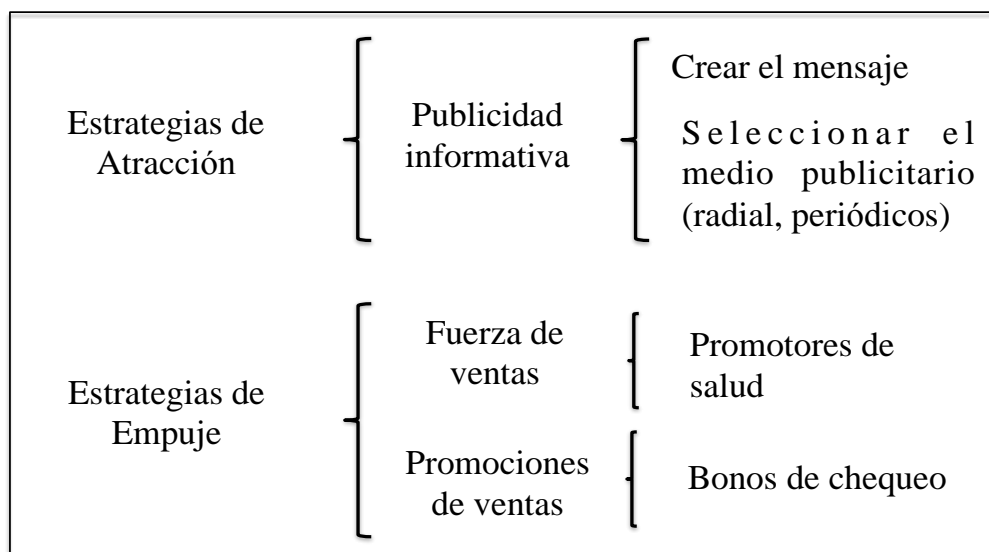 Estrategias de
Atracción
Publicidad
informativa
Crear el mensaje
Seleccionar el
medio publicitario
(radial, periódicos)
Estrategias de
Empuje
Fuerza de
ventas
Promotores de
salud
Promociones
de ventas
Bonos de chequeo